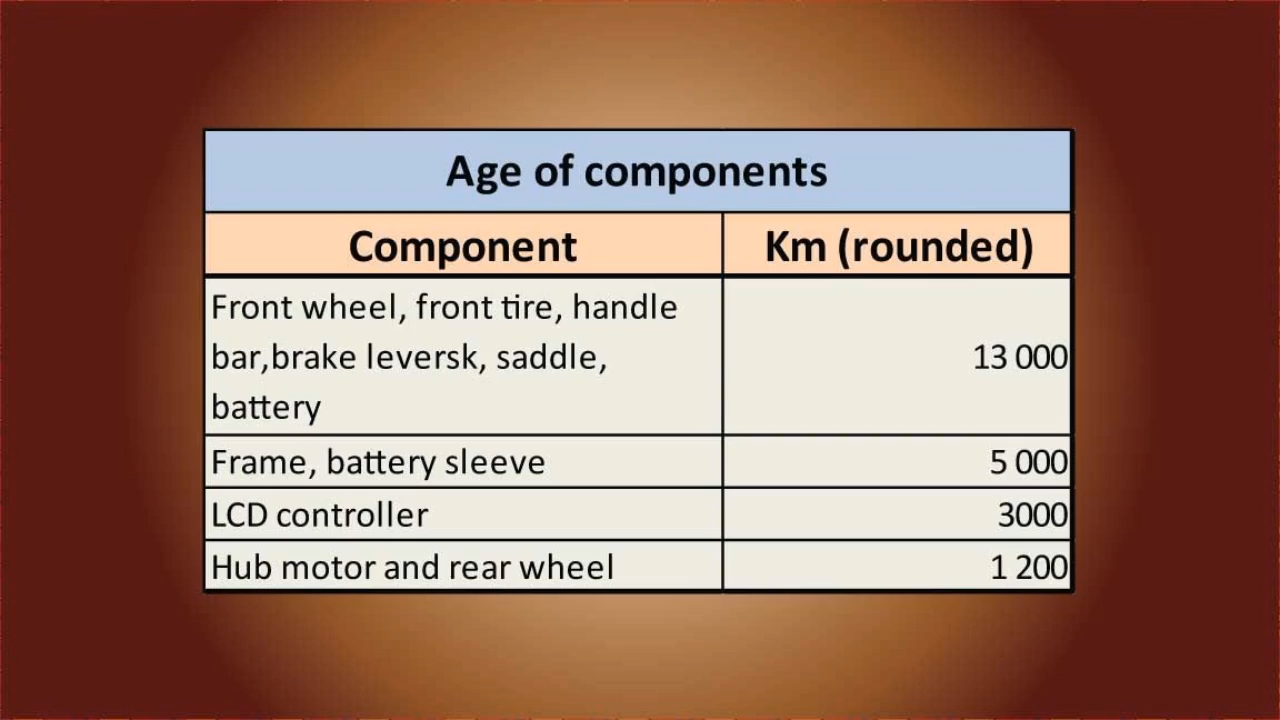 Age of components
Component Km (rounded)
Front wheel, front tire, handle
bar,brake leversk, saddle,
battery
13 000
Frame, battery sleeve 5 000
LCD controller 3000
Hub motor and rear wheel 1 200